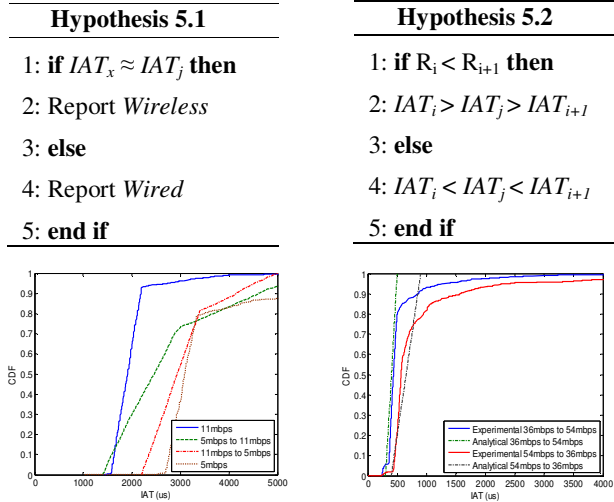 Hypothesis 5.1
1: if IATx ≈ IATj then
2: Report Wireless
3: else
4: Report Wired
5: end if
Hypothesis 5.2
1: if Ri < Ri+1 then
2: IATi > IATj > IATi+1
3: else
4: IATi < IATj < IATi+1
5: end if
1
0.9
0.8
0.7
0.6
0.5
0.4
0.3
0.2
0.1
0
CDF
1000 2000 3000 4000 5000
IAT (us)
11mbps
5mbps to 11mbps
11mbps to 5mbps
5mbps
1
0.9
0.8
0.7
0.6
0.5
0.4
0.3
0.2
0.1
0
CDF
0 500 1000 1500 2000 2500 3000 3500 4000
IAT (us)
Experimental 36mbps to 54mbps
Analytical 36mbps to 54mbps
Experimental 54mbps to 36mbps
Analytical 54mbps to 36mbps